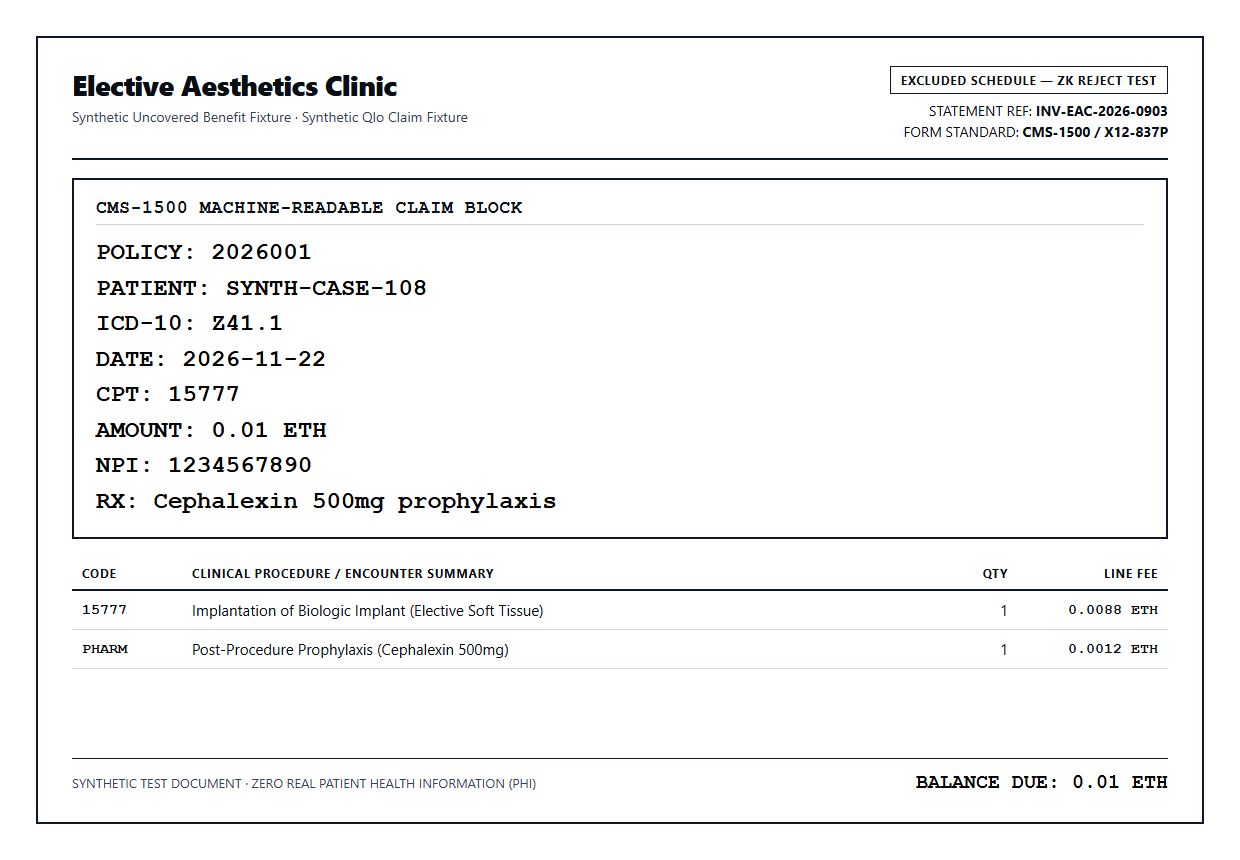 Elective Aesthetics Clinic
Synthetic Uncovered Benefit Fixture · Synthetic Qlo Claim Fixture
EXCLUDED SCHEDULE — ZK REJECT TEST
STATEMENT REF: INV-EAC-2026-0903
FORM STANDARD: CMS-1500 / X12-837P
CMS-1500 MACHINE-READABLE CLAIM BLOCK
POLICY: 2026001
PATIENT: SYNTH-CASE-108
ICD-10: Z41.1
DATE: 2026-11-22
CPT: 15777
AMOUNT: 0.01 ETH
NPI: 1234567890
RX: Cephalexin 500mg prophylaxis
CODE CLINICAL PROCEDURE / ENCOUNTER SUMMARY QTY LINE FEE
15777 Implantation of Biologic Implant (Elective Soft Tissue) 1 0.0088 ETH
PHARM Post-Procedure Prophylaxis (Cephalexin 500mg) 1 0.0012 ETH
SYNTHETIC TEST DOCUMENT · ZERO REAL PATIENT HEALTH INFORMATION (PHI)
BALANCE DUE: 0.01 ETH